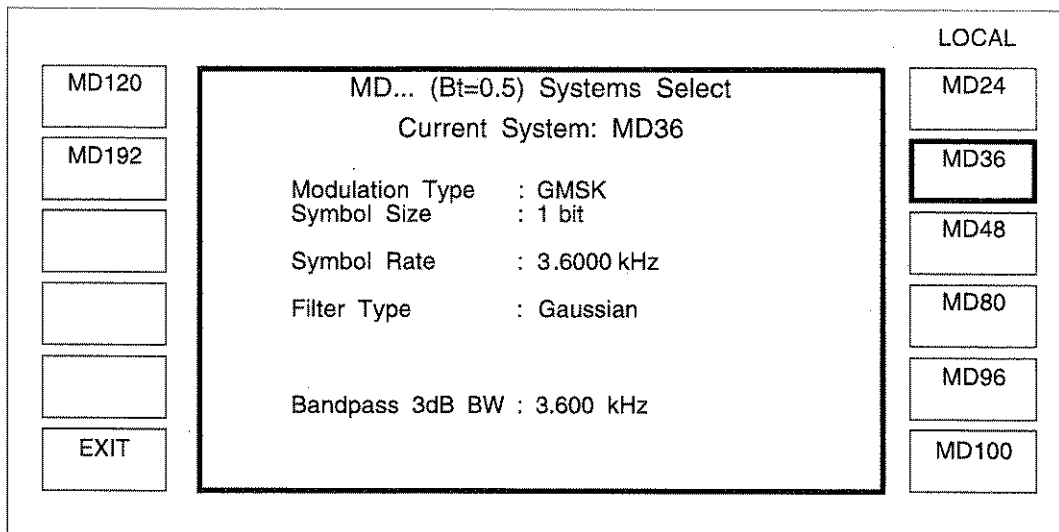 LOCAL
MD120
MD192
EXIT
MD... (Bt=0.5) Systems Select
Current System: MD36
Modulation Type : GMSK
Symbol Size : 1 bit
Symbol Rate : 3.6000 kHz
Filter Type : Gaussian
Bandpass 3dB BW : 3.600 kHz
MD24
MD36
MD48
MD80
MD96
MD100